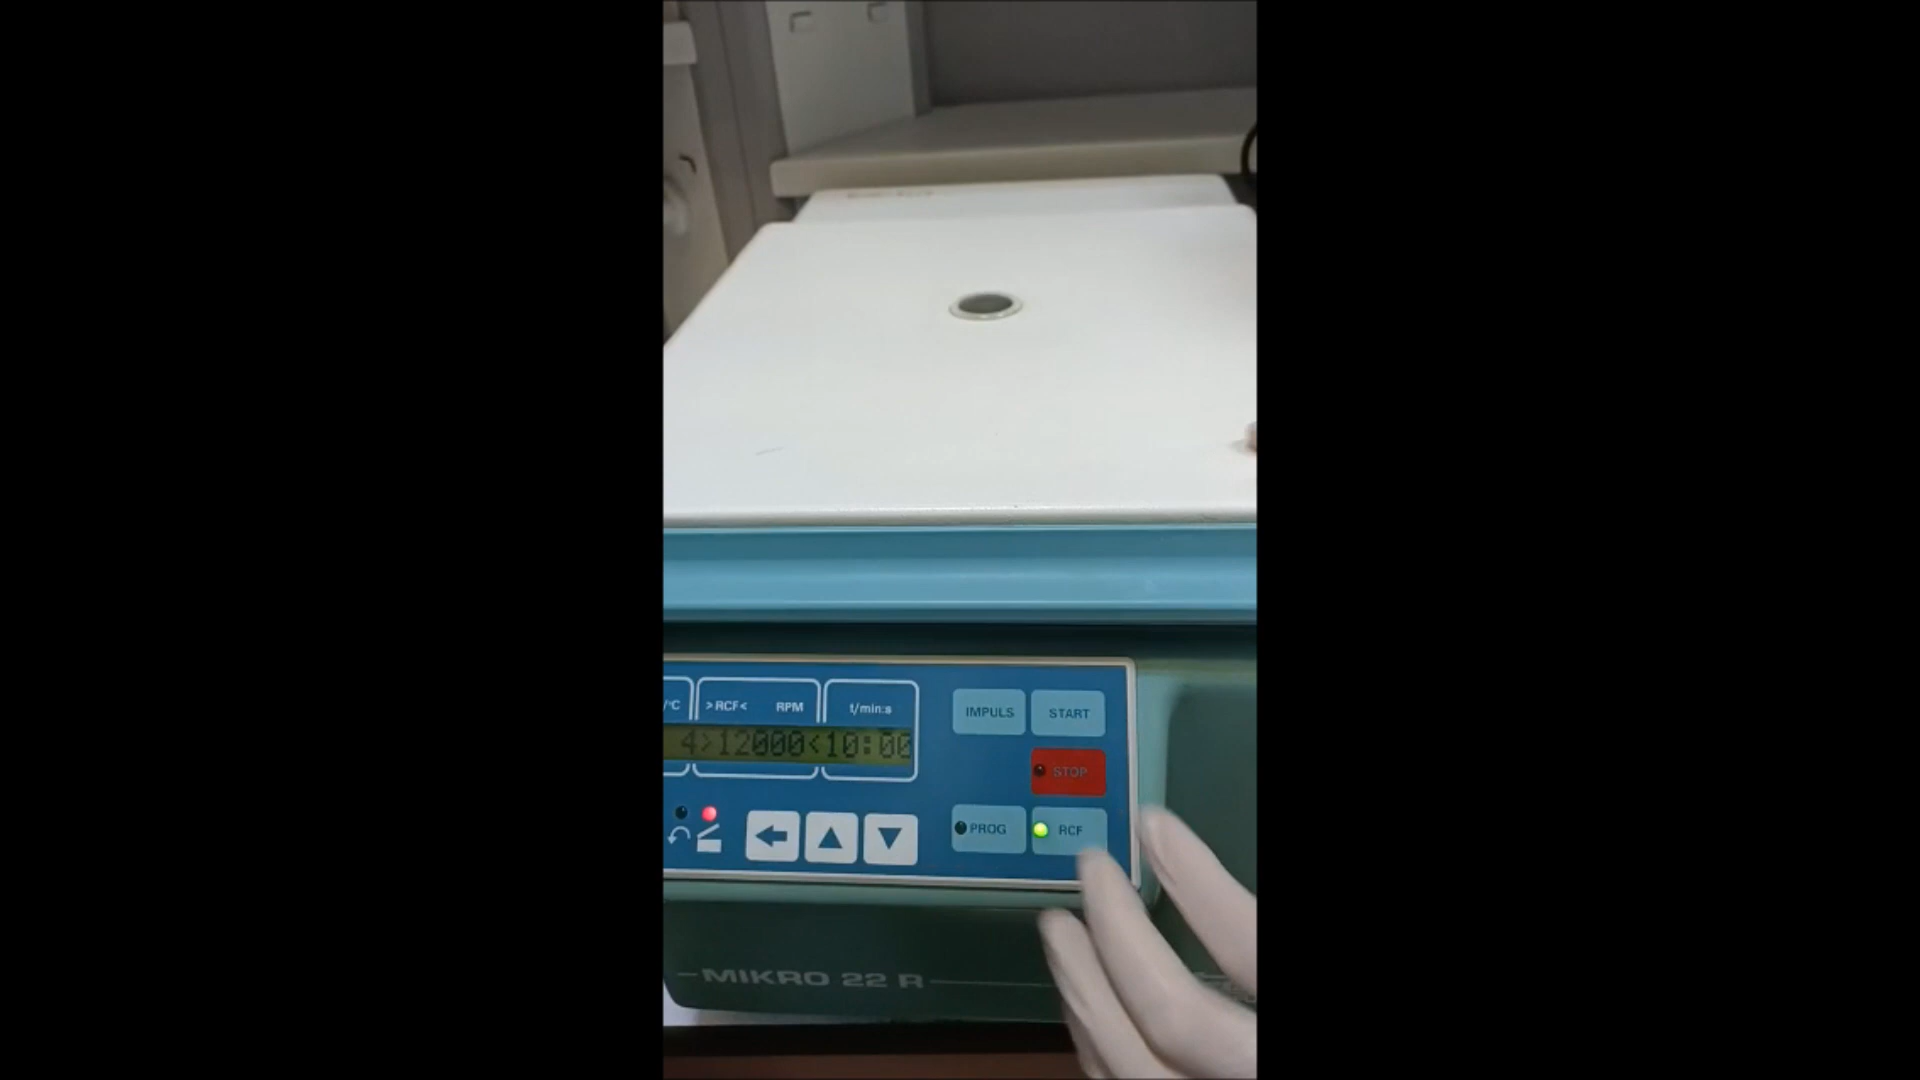 /°C >RCF< RPM t/min:s
4>12000<10:00
IMPULS START
STOP
PROG RCF
MIKRO 22 R